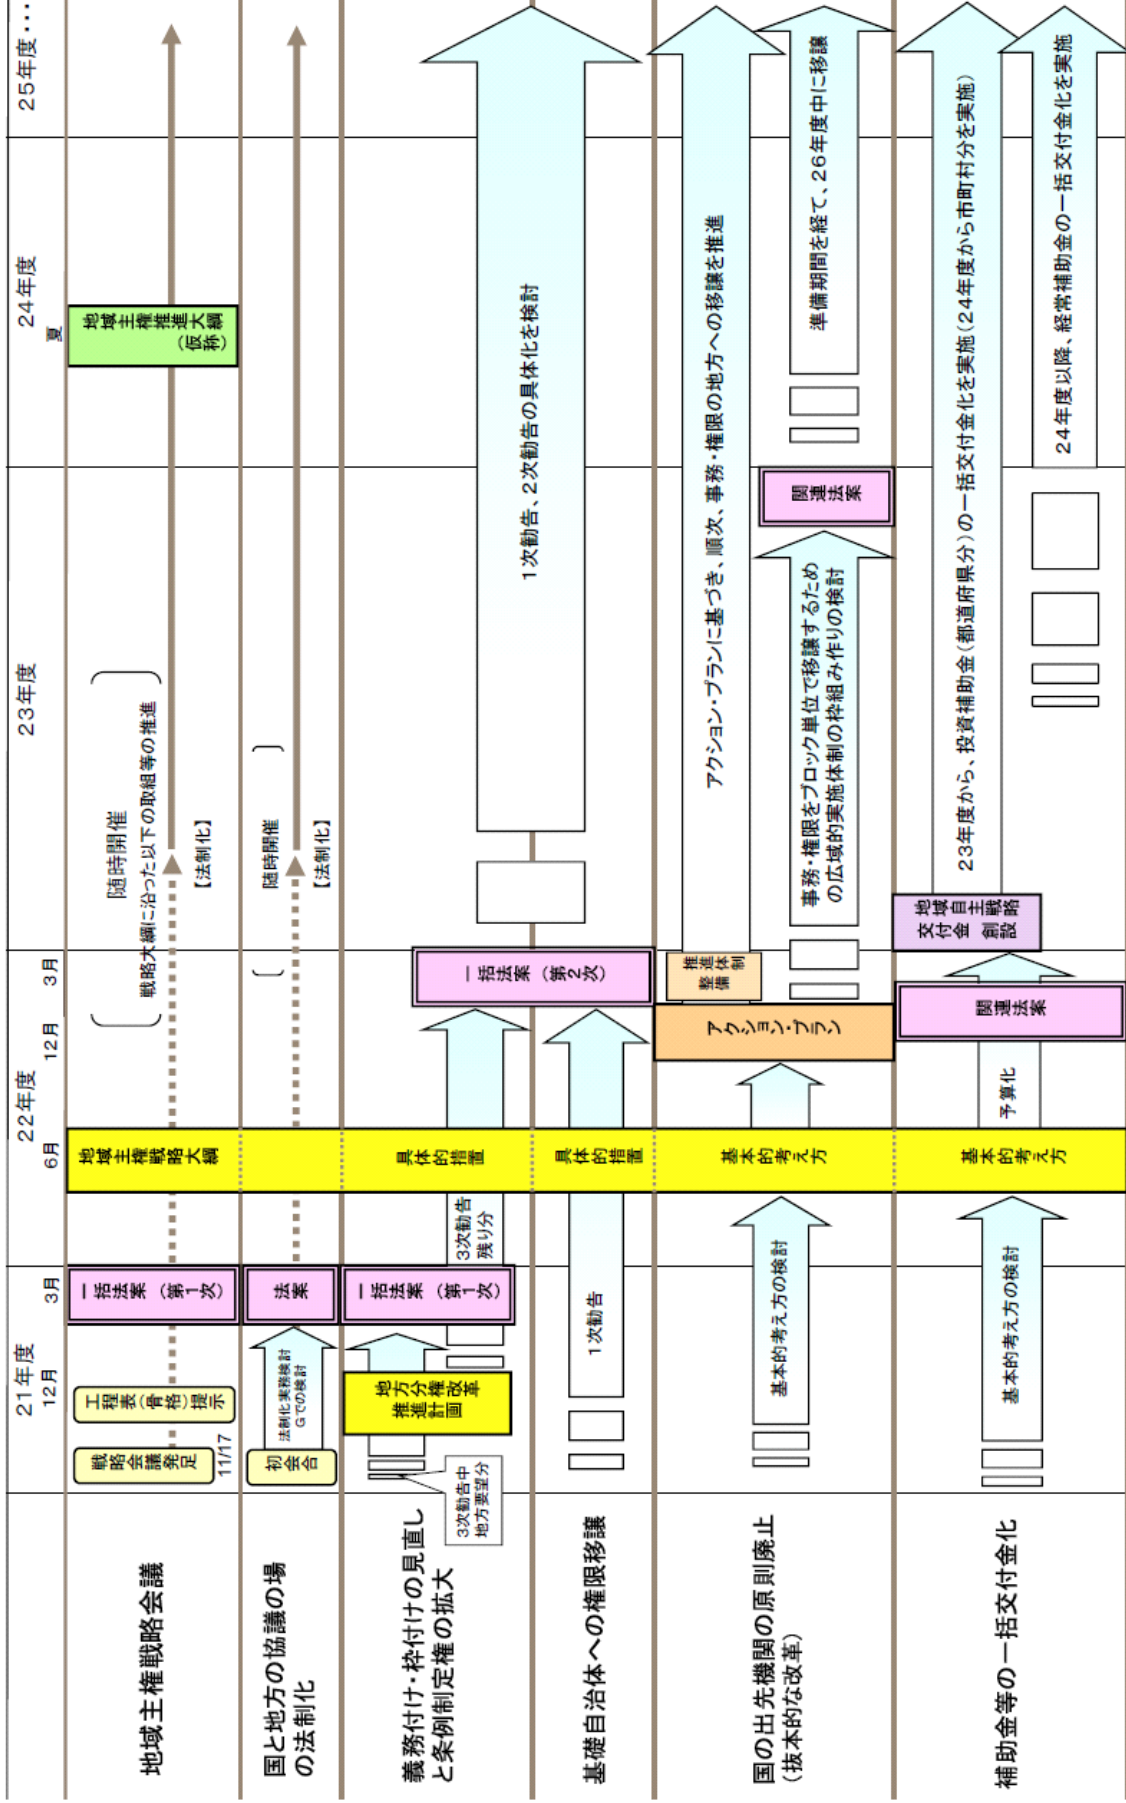 21年度
22年度
23年度
24年度
25年度・・・
12月
3月
6月
12月
3月
夏
地域主権戦略会議
戦略会議発足
11/17
工程表(骨格)提示
一括法案(第1次)
地域主権戦略大綱
随時開催
戦略大綱に沿った以下の取組等の推進
【法制化】
地域主権推進大綱
(仮称)
国と地方の協議の場
の法制化
初会合
法制化実務検討
Gでの検討
法案
随時開催
【法制化】
義務付け・枠付けの見直し
と条例制定権の拡大
3次勧告中
地方要望分
地方分権改革
推進計画
一括法案(第1次)
3次勧告
残り分
具体的措置
一括法案(第2次)
1次勧告、2次勧告の具体化を検討
基礎自治体への権限移譲
1次勧告
具体的措置
国の出先機関の原則廃止
(抜本的な改革)
基本的考え方の検討
基本的考え方
アクション・プラン
推進体制
整備
アクション・プランに基づき、順次、事務・権限の地方への移譲を推進
事務・権限をブロック単位で移譲するため
の広域的実施体制の枠組み作りの検討
関連法案
準備期間を経て、26年度中に移譲
補助金等の一括交付金化
基本的考え方の検討
基本的考え方
予算化
関連法案
地域自主戦略
交付金 創設
23年度から、投資補助金(都道府県分)の一括交付金化を実施(24年度から市町村分を実施)
24年度以降、経常補助金の一括交付金化を実施